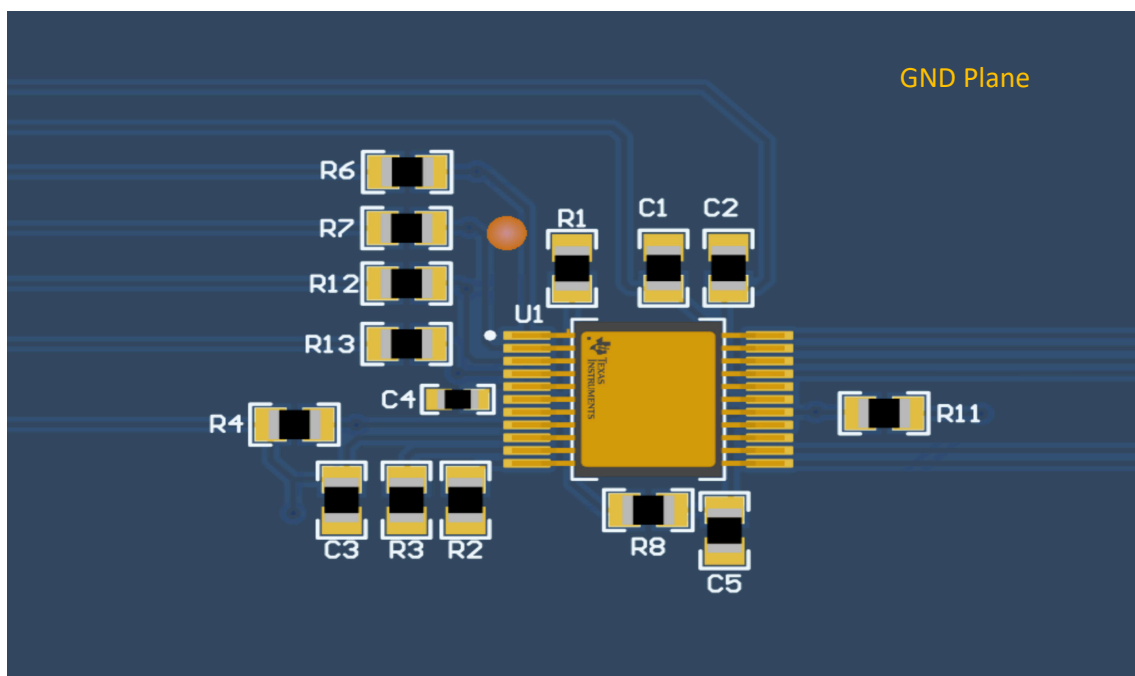 GND Plane
R6
R7
R12
R13
R1
C1
C2
U1
TEXAS
INSTRUMENTS
C4
R4
R11
C3
R3
R2
R8
C5